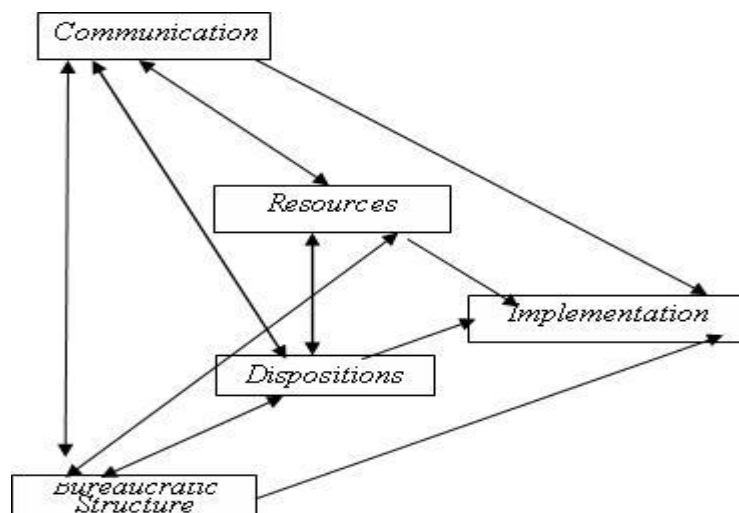 Communication
Resources
Implementation
Dispositions
Bureaucratic
Structure